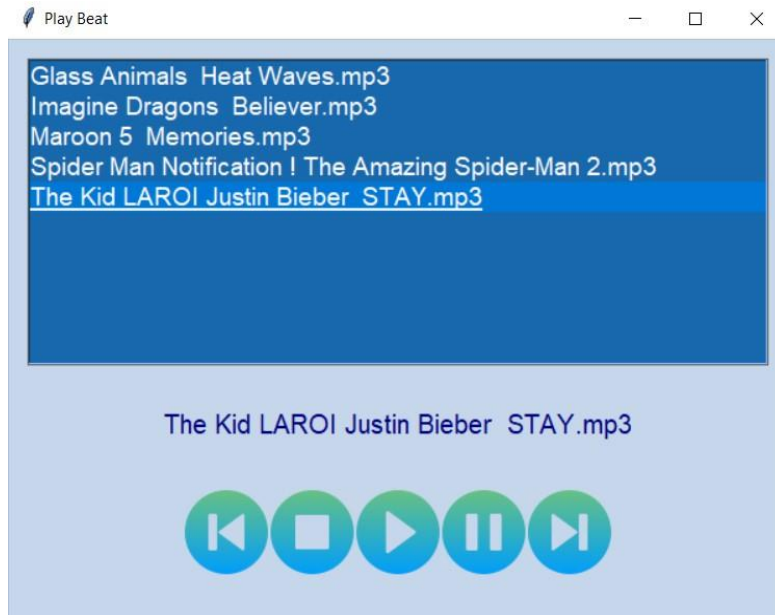 Play Beat
Glass Animals  Heat Waves.mp3
Imagine Dragons  Believer.mp3
Maroon 5  Memories.mp3
Spider Man Notification ! The Amazing Spider-Man 2.mp3
The Kid LAROI Justin Bieber  STAY.mp3
The Kid LAROI Justin Bieber  STAY.mp3